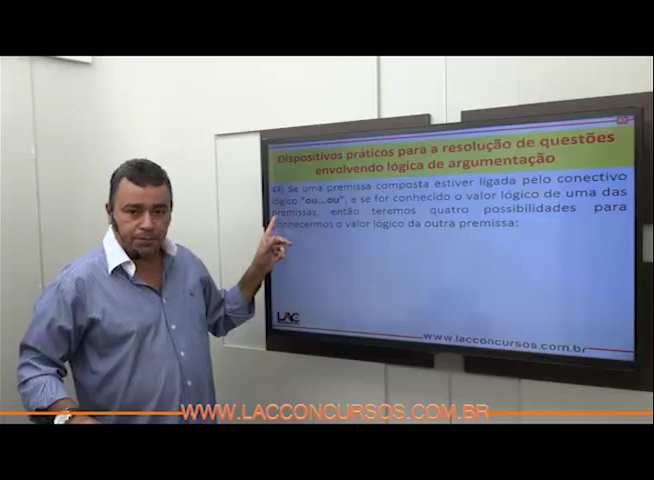 Dispositivos práticos para a resolução de questões
envolvendo lógica de argumentação
Se uma premissa composta estiver ligada pelo conectivo
lógico "ou...ou", e se for conhecido o valor lógico de uma das
premissas, então teremos quatro possibilidades para
conhecermos o valor lógico da outra premissa:
LAC
www.lacconcursos.com.br
WWW.LACCONCURSOS.COM.BR